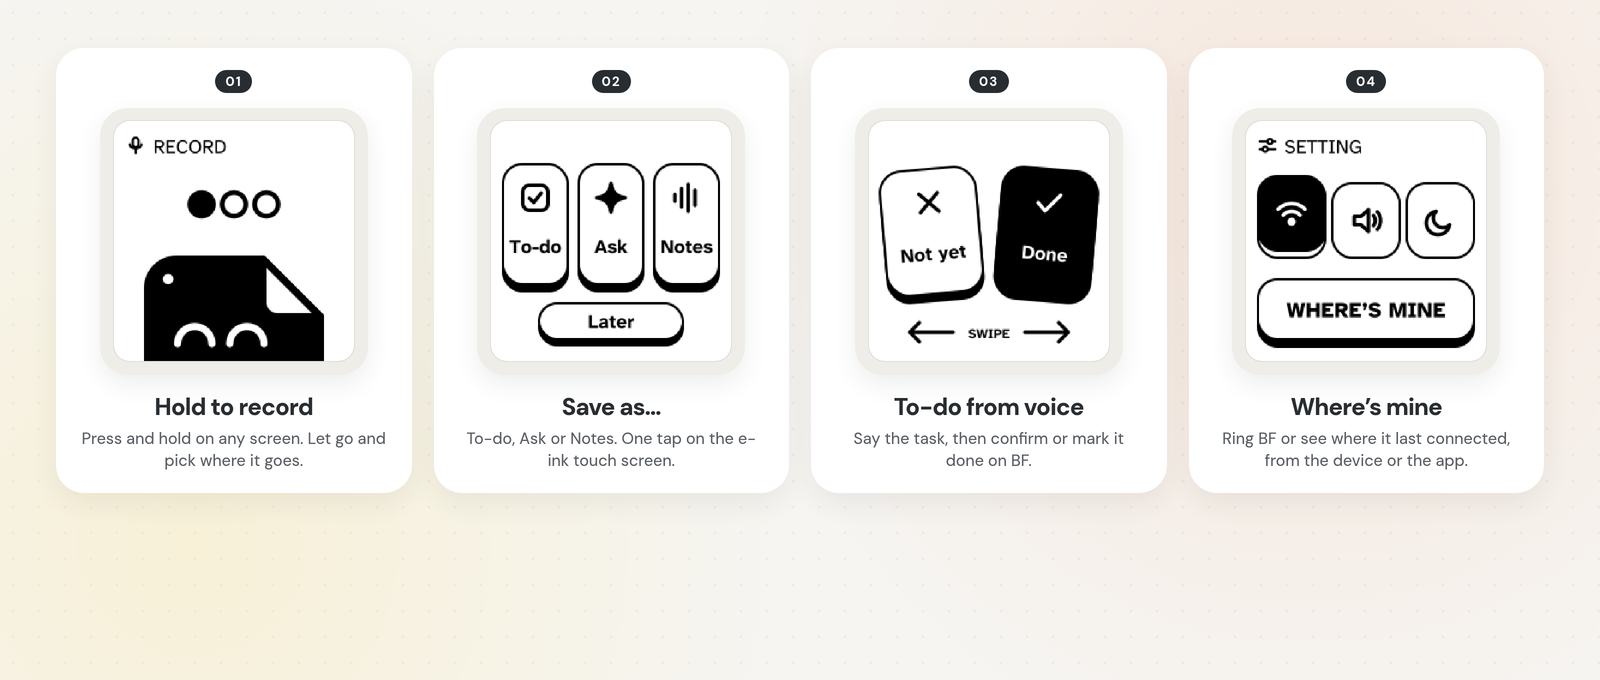 01
RECORD
Hold to record
Press and hold on any screen. Let go and
pick where it goes.
02
To-do
Ask
Notes
Later
Save as...
To-do, Ask or Notes. One tap on the e-
ink touch screen.
03
Not yet
Done
SWIPE
To-do from voice
Say the task, then confirm or mark it
done on BF.
04
SETTING
WHERE'S MINE
Where’s mine
Ring BF or see where it last connected,
from the device or the app.